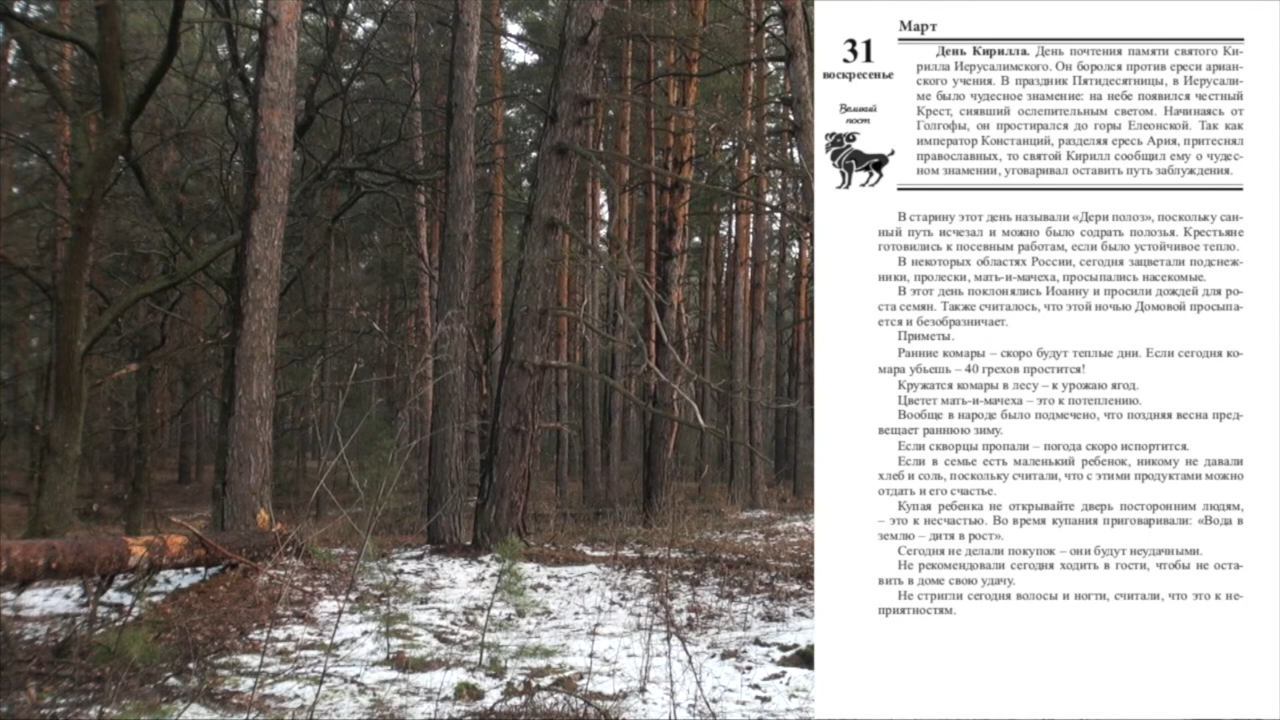 Март
31
воскресенье
Великий
пост
День Кирилла. День почтения памяти святого Ки-
рилла Иерусалимского. Он боролся против ереси ариан-
ского учения. В праздник Пятидесятницы, в Иерусали-
ме было чудесное знамение: на небе появился честный
Крест, сиявший ослепительным светом. Начинаясь от
Голгофы, он простирался до горы Елеонской. Так как
император Констанций, разделяя ересь Ария, притеснял
православных, то святой Кирилл сообщил ему о чудес-
ном знамении, уговаривал оставить путь заблуждения.
В старину этот день называли «Дери полоз», поскольку сан-
ный путь исчезал и можно было содрать полозья. Крестьяне
готовились к посевным работам, если было устойчивое тепло.
В некоторых областях России, сегодня зацветали подснеж-
ники, пролески, мать-и-мачеха, просыпались насекомые.
В этот день поклонялись Иоанну и просили дождей для ро-
ста семян. Также считалось, что этой ночью Домовой просыпа-
ется и безобразничает.
Приметы.
Ранние комары – скоро будут теплые дни. Если сегодня ко-
мара убьешь – 40 грехов простится!
Кружатся комары в лесу – к урожаю ягод.
Цветет мать-и-мачеха – это к потеплению.
Вообще в народе было подмечено, что поздняя весна пред-
вещает раннюю зиму.
Если скворцы пропали – погода скоро испортится.
Если в семье есть маленький ребенок, никому не давали
хлеб и соль, поскольку считали, что с этими продуктами можно
отдать и его счастье.
Купая ребенка не открывайте дверь посторонним людям,
– это к несчастью. Во время купания приговаривали: «Вода в
землю – дитя в рост».
Сегодня не делали покупок – они будут неудачными.
Не рекомендовали сегодня ходить в гости, чтобы не оста-
вить в доме свою удачу.
Не стригли сегодня волосы и ногти, считали, что это к не-
приятностям.